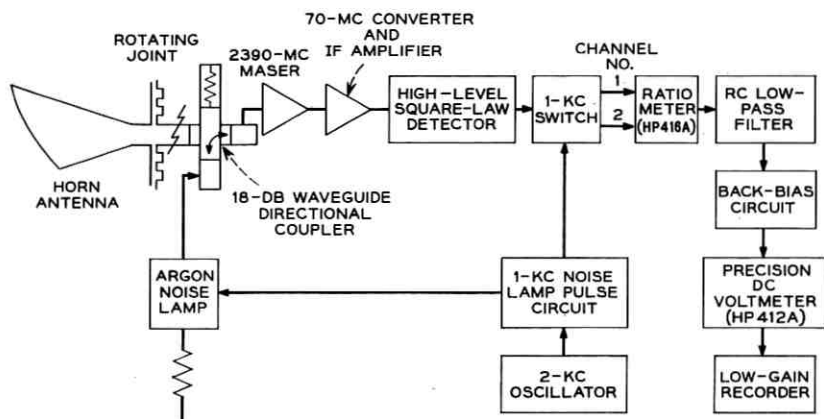 70-MC CONVERTER
AND
IF AMPLIFIER
ROTATING
JOINT
2390-MC
MASER
CHANNEL
NO.
1
2
HIGH-LEVEL
SQUARE-LAW
DETECTOR
1-KC
SWITCH
RATIO
METER
(HP416A)
RC LOW-
PASS
FILTER
HORN
ANTENNA
18-DB WAVEGUIDE
DIRECTIONAL
COUPLER
BACK-BIAS
CIRCUIT
ARGON
NOISE
LAMP
1-KC NOISE
LAMP PULSE
CIRCUIT
PRECISION
DC
VOLTMETER
(HP412A)
2-KC
OSCILLATOR
LOW-GAIN
RECORDER